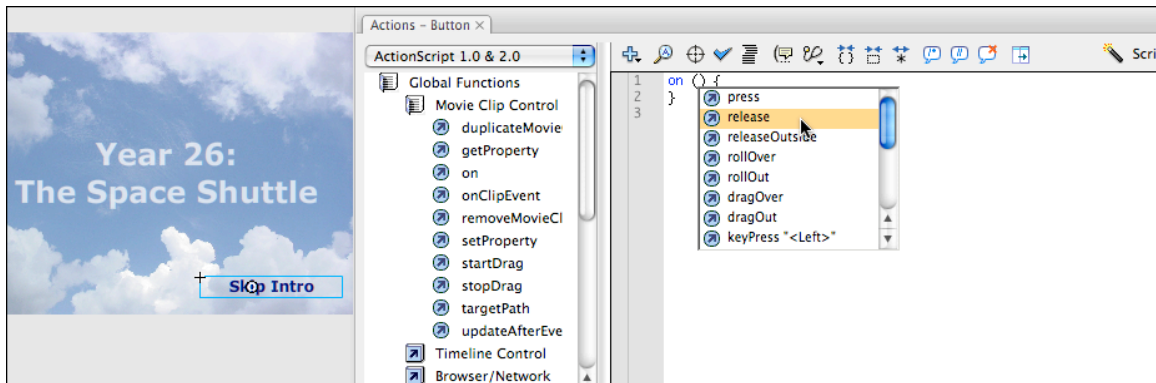 Actions – Button ×
ActionScript 1.0 & 2.0
Global Functions
Movie Clip Control
duplicateMovie
getProperty
on
onClipEvent
removeMovieCl
setProperty
startDrag
stopDrag
targetPath
updateAfterEve
Timeline Control
Browser/Network
Scri
1 on () {
2 }
3
press
release
releaseOutside
rollOver
rollOut
dragOver
dragOut
keyPress "<Left>"
Year 26:
The Space Shuttle
Skip Intro